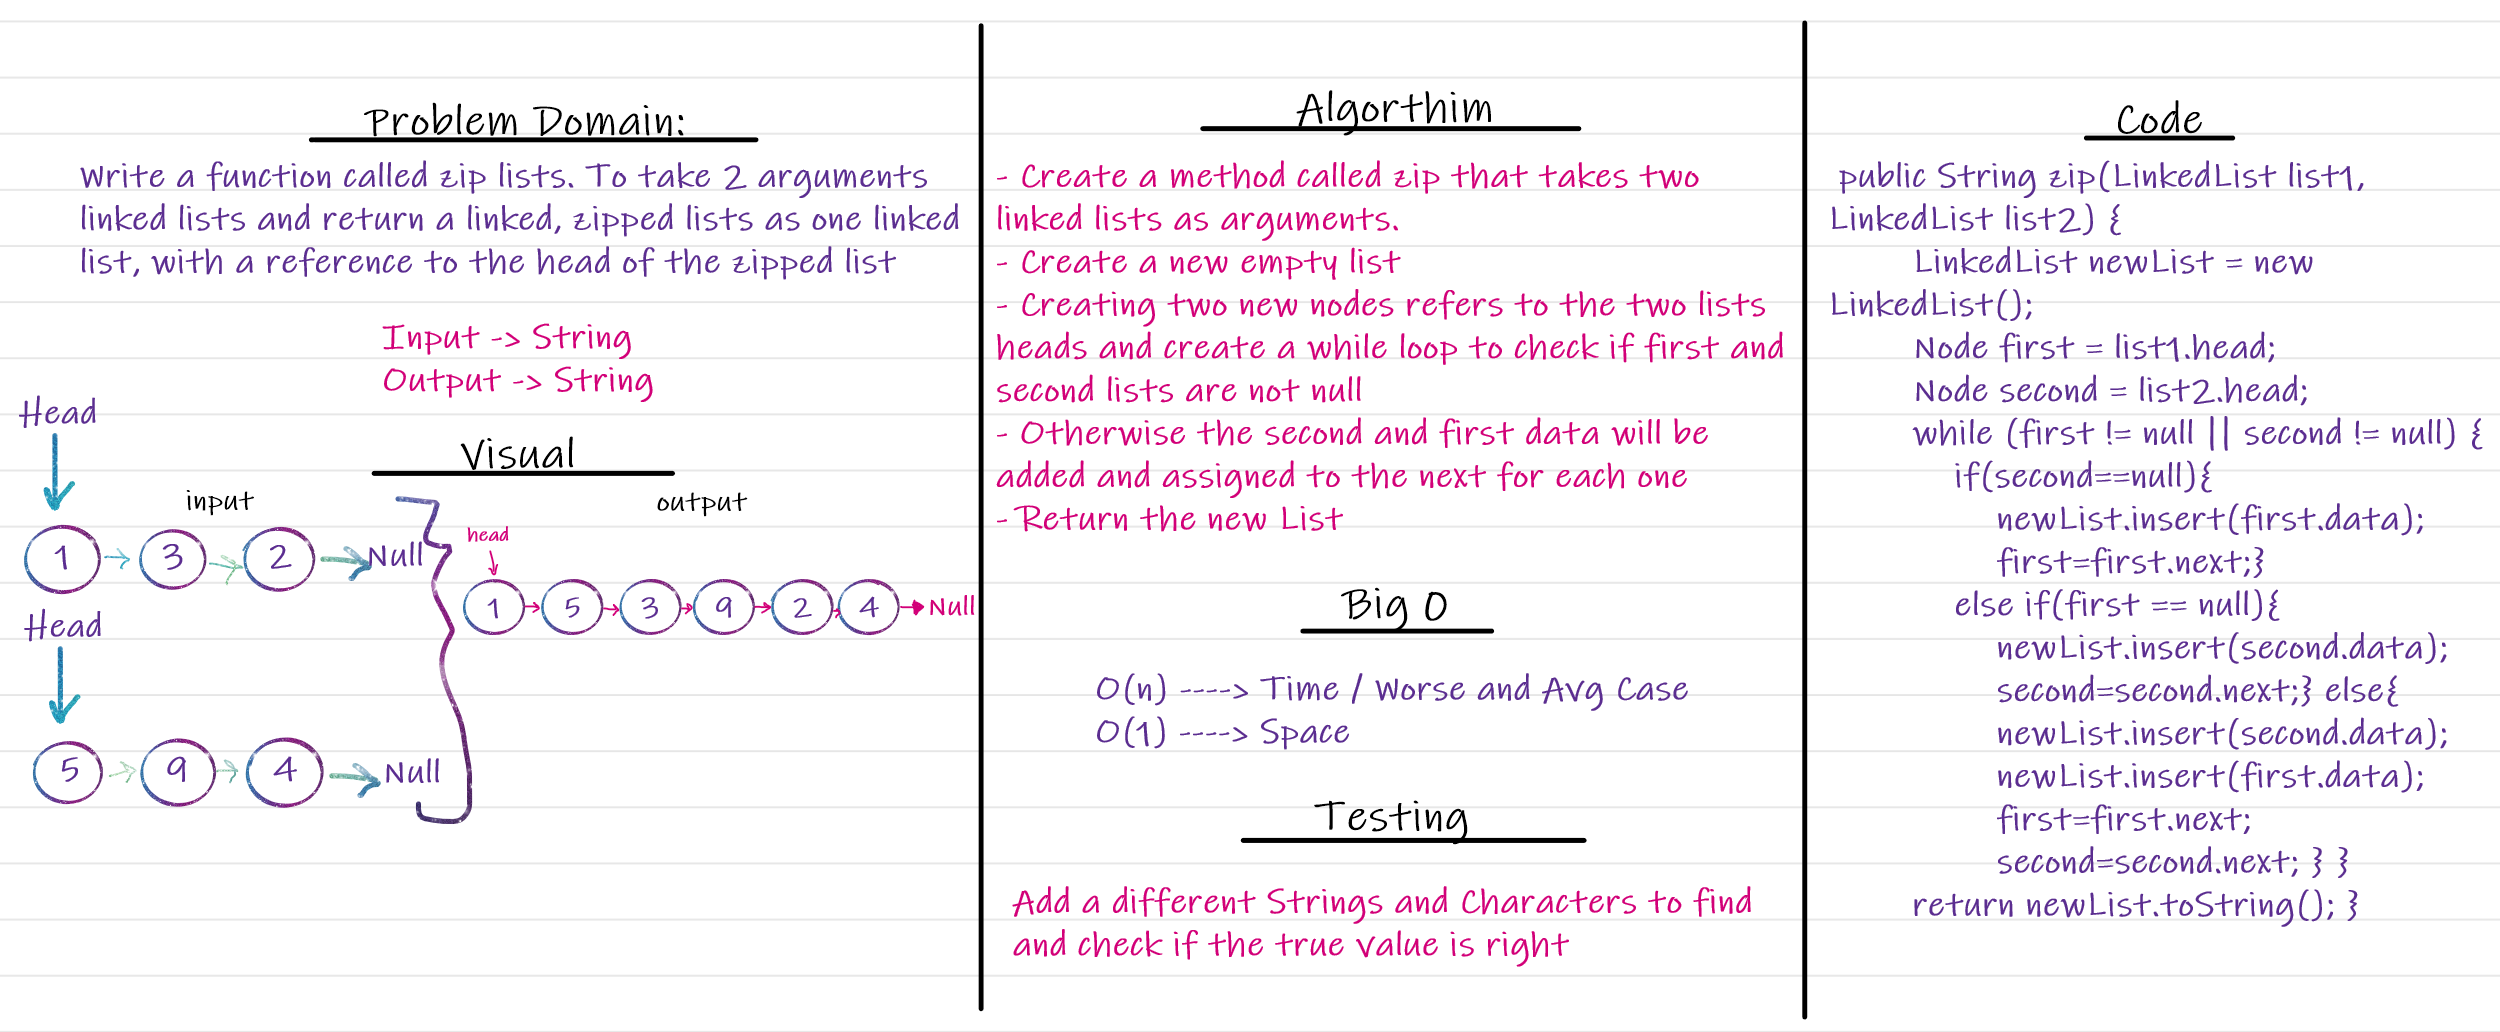 Problem Domain:
Write a function called zip lists. To take 2 arguments
linked lists and return a linked, zipped lists as one linked
list, with a reference to the head of the zipped list
Input -> String
Output -> String
Visual
input
output
Head
1
3
2
Null
Head
5
9
4
Null
head
1
5
3
9
2
4
Null
Algorthim
- Create a method called zip that takes two
linked lists as arguments.
- Create a new empty list
- Creating two new nodes refers to the two lists
heads and create a while loop to check if first and
second lists are not null
- Otherwise the second and first data will be
added and assigned to the next for each one
- Return the new List
Big O
O(n) ----> Time / Worse and Avg Case
O(1) ----> Space
Testing
Add a different Strings and Characters to find
and check if the true value is right
Code
public String zip(LinkedList list1,
LinkedList list2) {
LinkedList newList = new
LinkedList();
Node first = list1.head;
Node second = list2.head;
while (first != null || second != null) {
if(second==null){
newList.insert(first.data);
first=first.next;}
else if(first == null){
newList.insert(second.data);
second=second.next;} else{
newList.insert(second.data);
newList.insert(first.data);
first=first.next;
second=second.next; } }
return newList.toString(); }